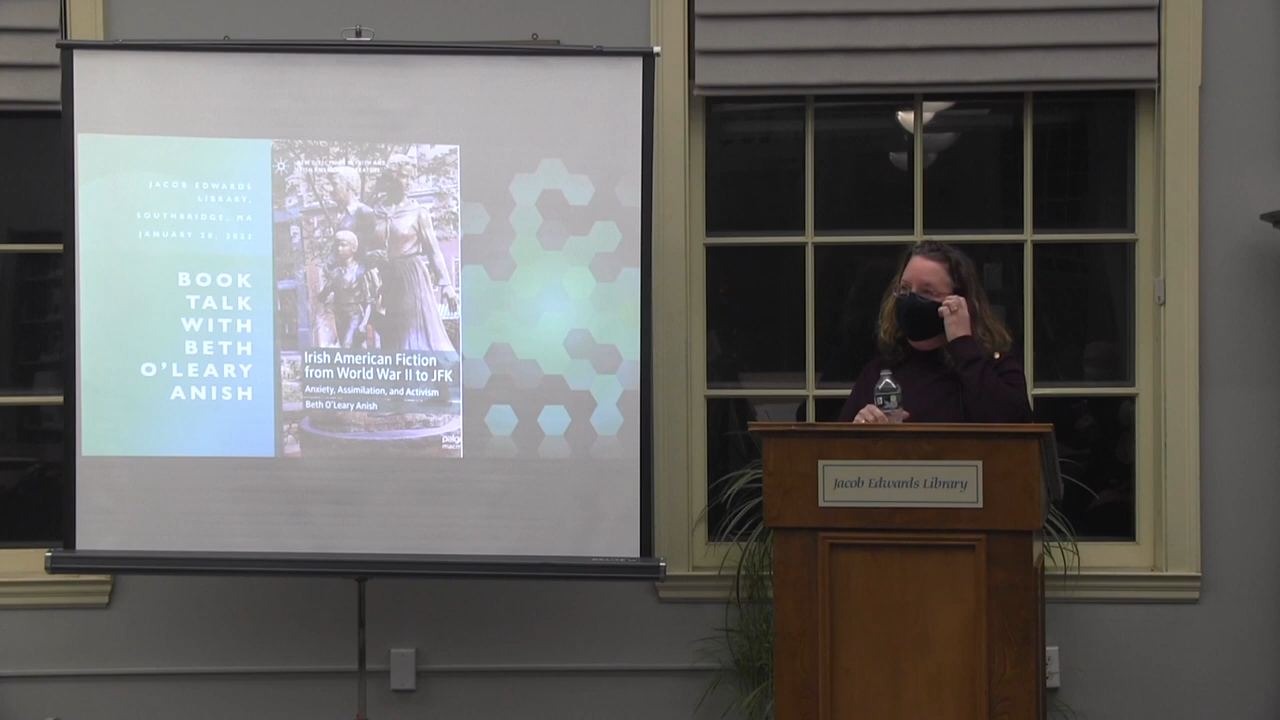 JACOB EDWARDS
LIBRARY,
SOUTHBRIDGE, MA
BOOK
TALK
WITH
BETH
O'LEARY
ANISH
Irish American Fiction
from World War II to JFK
Anxiety, Assimilation, and Activism
Beth O'Leary Anish
Jacob Edwards Library